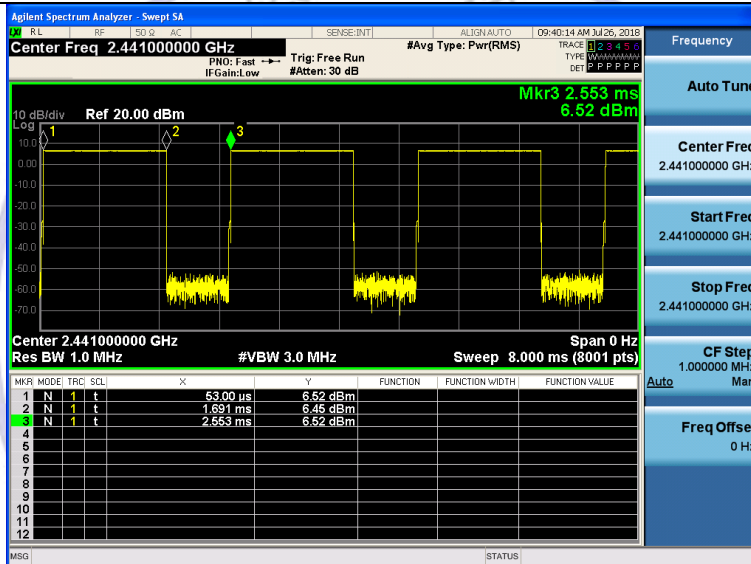 Agilent Spectrum Analyzer - Swept SA
LXI RL RF 50 Ω AC SENSE:INT ALIGNAUTO 09:40:14 AM Jul 26, 2018
Center Freq 2.441000000 GHz
PNO: Fast
IFGain:Low
Trig: Free Run
#Atten: 30 dB
#Avg Type: Pwr(RMS)
TRACE 1 2 3 4 5 6
TYPE WWWWWW
DET P P P P P P
Mkr3 2.553 ms
6.52 dBm
10 dB/div Ref 20.00 dBm
Log
1 2 3
10.0
0.00
-10.0
-20.0
-30.0
-40.0
-50.0
-60.0
-70.0
Center 2.441000000 GHz Span 0 Hz
Res BW 1.0 MHz #VBW 3.0 MHz Sweep 8.000 ms (8001 pts)
MKR MODE TRC SCL X Y FUNCTION FUNCTION WIDTH FUNCTION VALUE
1 N 1 t 53.00 µs 6.52 dBm
2 N 1 t 1.691 ms 6.45 dBm
3 N 1 t 2.553 ms 6.52 dBm
4
5
6
7
8
9
10
11
12
MSG STATUS
Frequency
Auto Tune
Center Freq
2.441000000 GHz
Start Freq
2.441000000 GHz
Stop Freq
2.441000000 GHz
CF Step
1.000000 MHz
Auto Man
Freq Offset
0 Hz